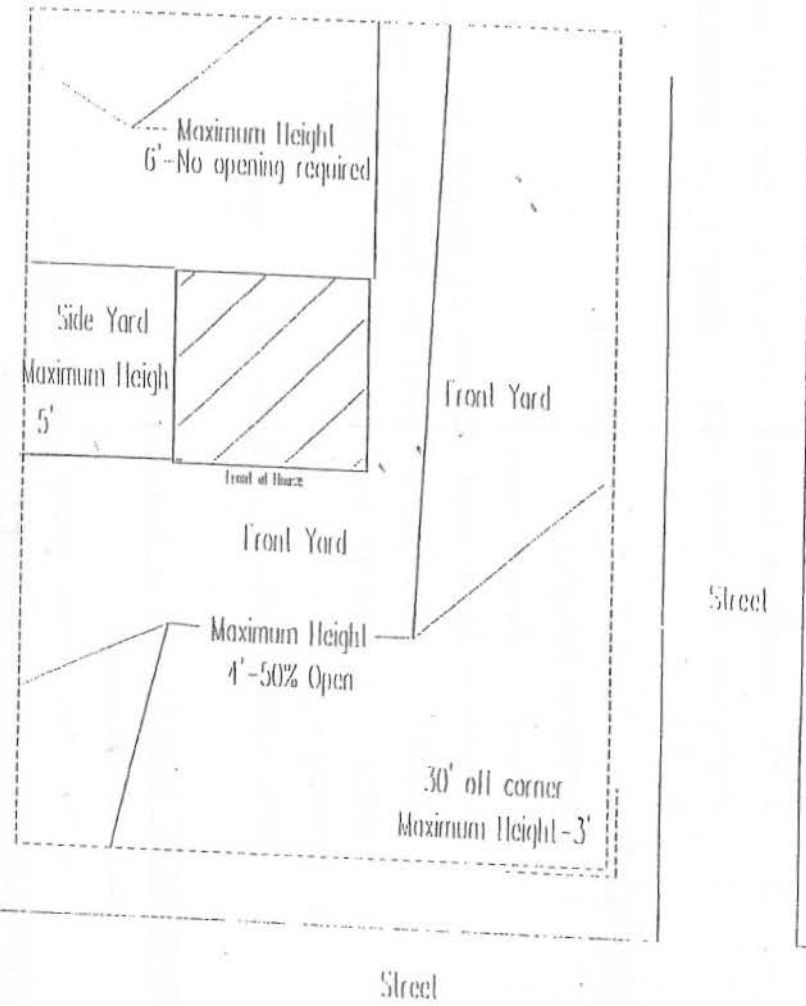 Maximum Height
6'-No opening required
Side Yard
Maximum Heigh
5'
Front Yard
Front of House
Front Yard
Street
Maximum Height
4'-50% Open
30' off corner
Maximum Height-3'
Street